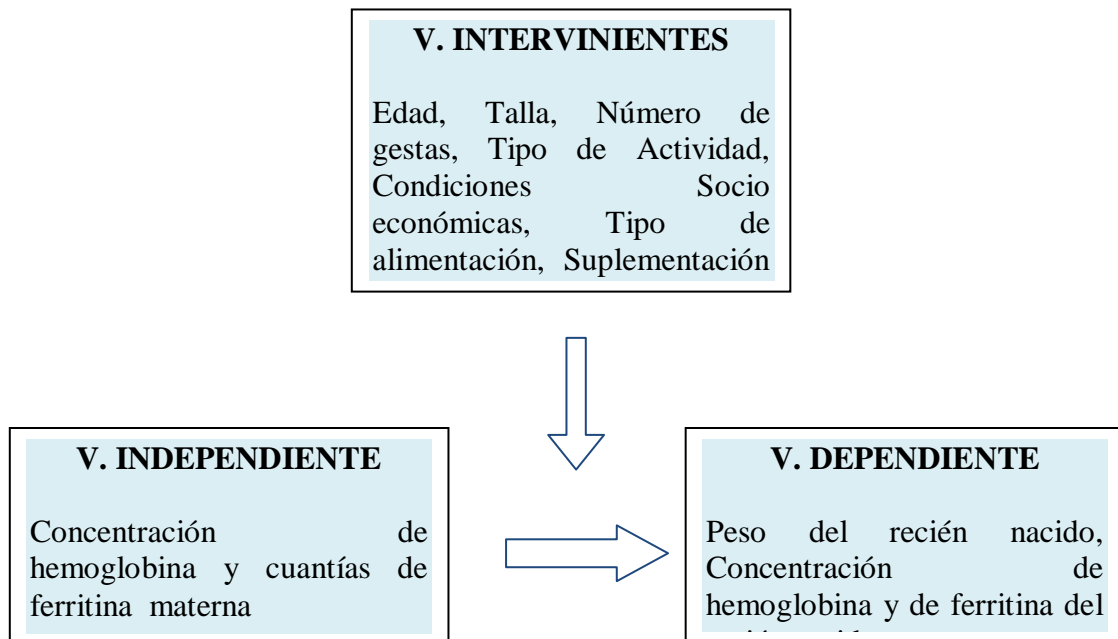 V. INTERVINIENTES
Edad, Talla, Número de
gestas, Tipo de Actividad,
Condiciones Socio
económicas, Tipo de
alimentación, Suplementación
V. INDEPENDIENTE
Concentración de
hemoglobina y cuantías de
ferritina materna
V. DEPENDIENTE
Peso del recién nacido,
Concentración de
hemoglobina y de ferritina del